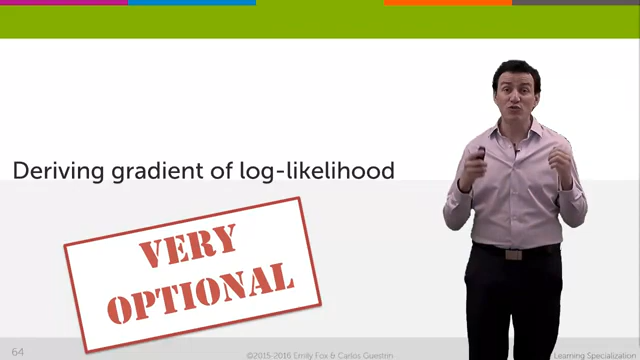 Deriving gradient of log-likelihood
VERY
OPTIONAL
64
©2015-2016 Emily Fox & Carlos Guestrin
Learning Specialization